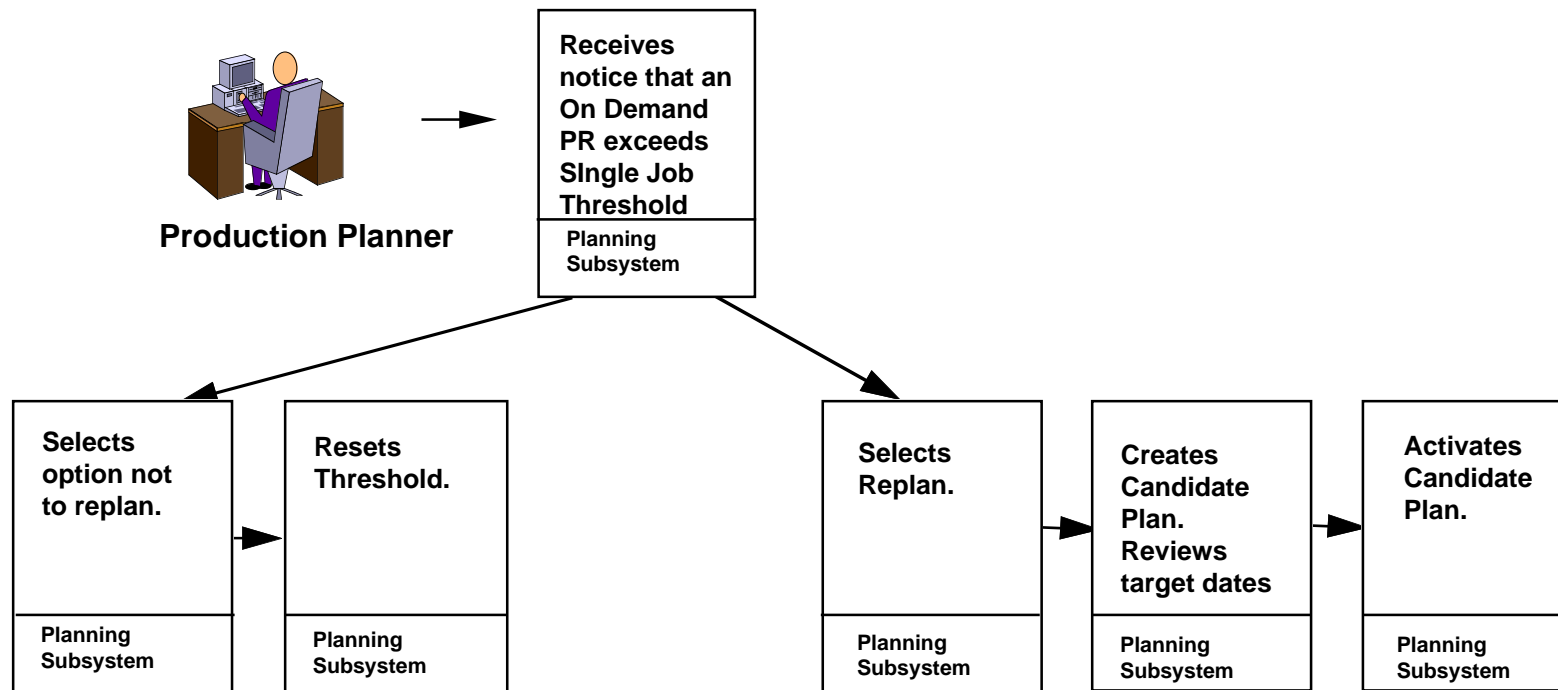 Receives
notice that an
On Demand
PR exceeds
SIngle Job
Threshold
Planning
Subsystem
Production Planner
Selects
option not
to replan.
Planning
Subsystem
Resets
Threshold.
Planning
Subsystem
Selects
Replan.
Planning
Subsystem
Creates
Candidate
Plan.
Reviews
target dates
Planning
Subsystem
Activates
Candidate
Plan.
Planning
Subsystem